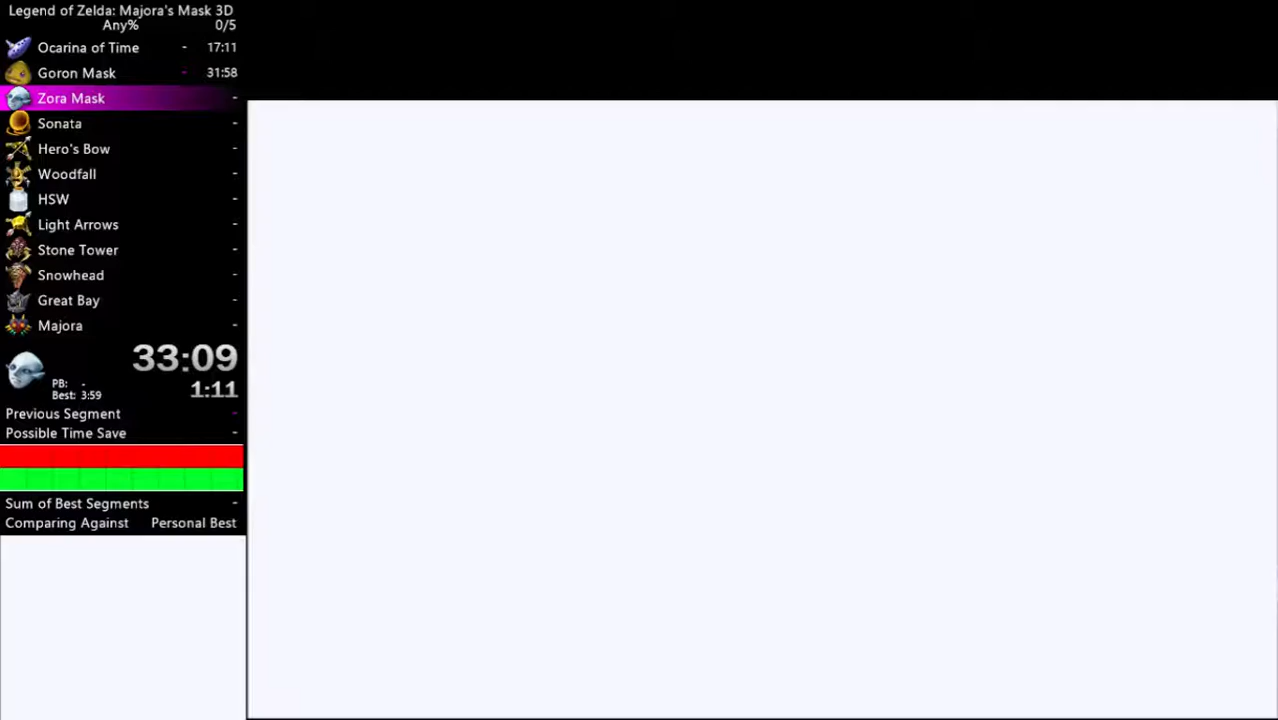 Legend of Zelda: Majora's Mask 3D
Any% 0/5
Ocarina of Time - 17:11
Goron Mask - 31:58
Zora Mask -
Sonata -
Hero's Bow -
Woodfall -
HSW -
Light Arrows -
Stone Tower -
Snowhead -
Great Bay -
Majora -
33:09
PB: -
Best: 3:59 1:11
Previous Segment -
Possible Time Save -
Sum of Best Segments -
Comparing Against Personal Best